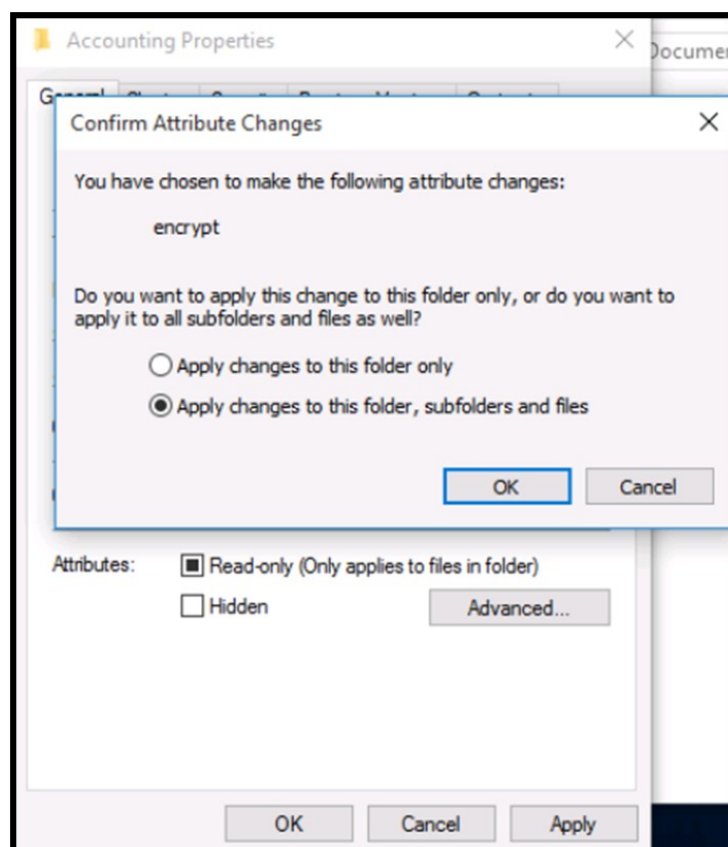 Accounting Properties
Confirm Attribute Changes
You have chosen to make the following attribute changes:
encrypt
Do you want to apply this change to this folder only, or do you want to
apply it to all subfolders and files as well?
Apply changes to this folder only
Apply changes to this folder, subfolders and files
OK Cancel
Attributes: Read-only (Only applies to files in folder)
Hidden Advanced...
OK Cancel Apply